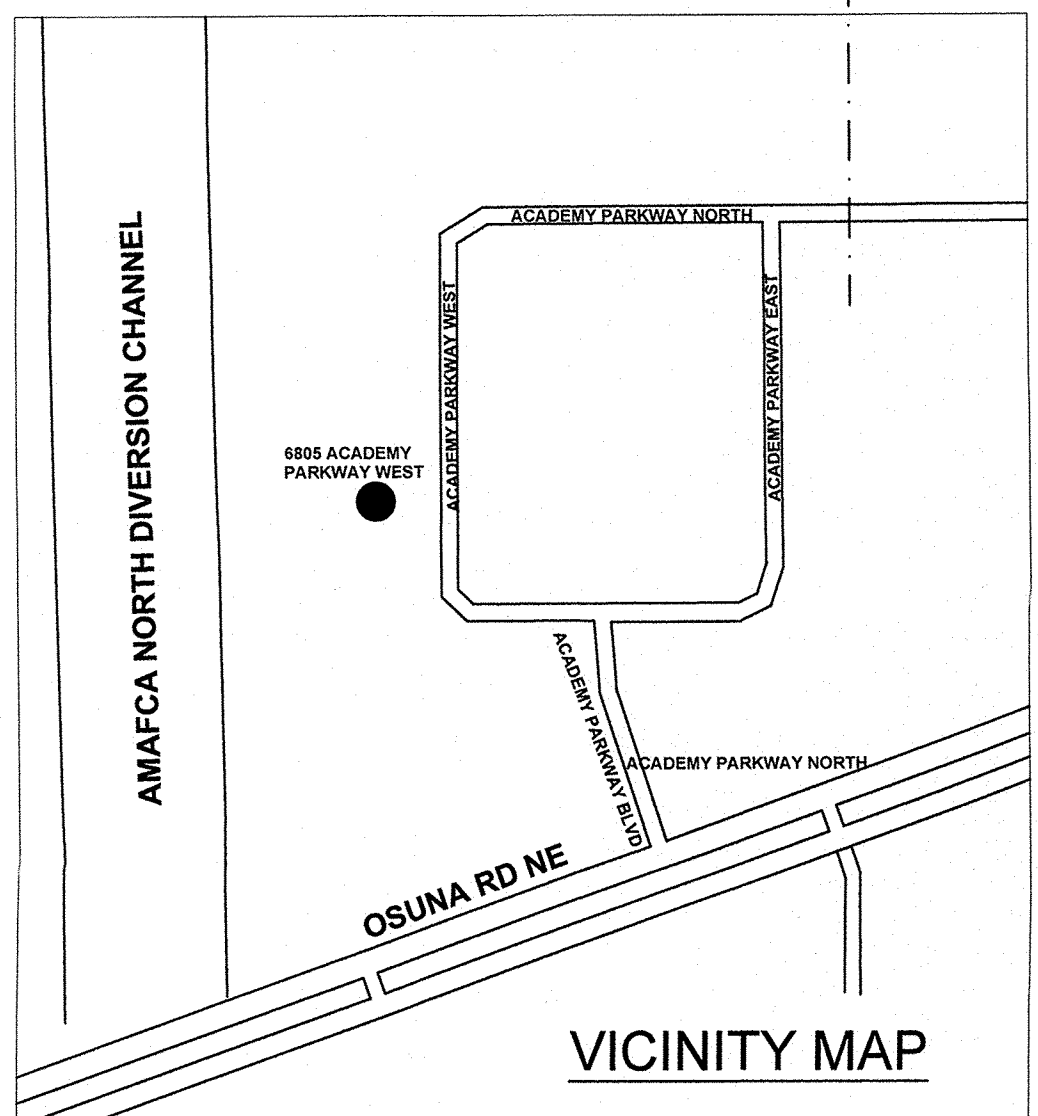 ACADEMY PARKWAY NORTH
AMAFCA NORTH DIVERSION CHANNEL
ACADEMY PARKWAY WEST
ACADEMY PARKWAY EAST
6805 ACADEMY
PARKWAY WEST
ACADEMY PARKWAY BLVD
ACADEMY PARKWAY NORTH
OSUNA RD NE
VICINITY MAP